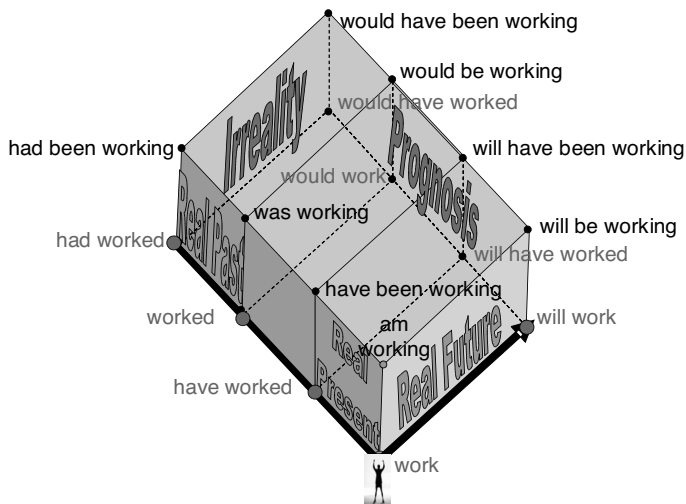 would have been working
would be working
would have worked
Irreality
Prognosis
had been working
will have been working
would work
Real Past
was working
will be working
had worked
will have worked
have been working
worked
am
working
will work
Real
Present
Real Future
have worked
work